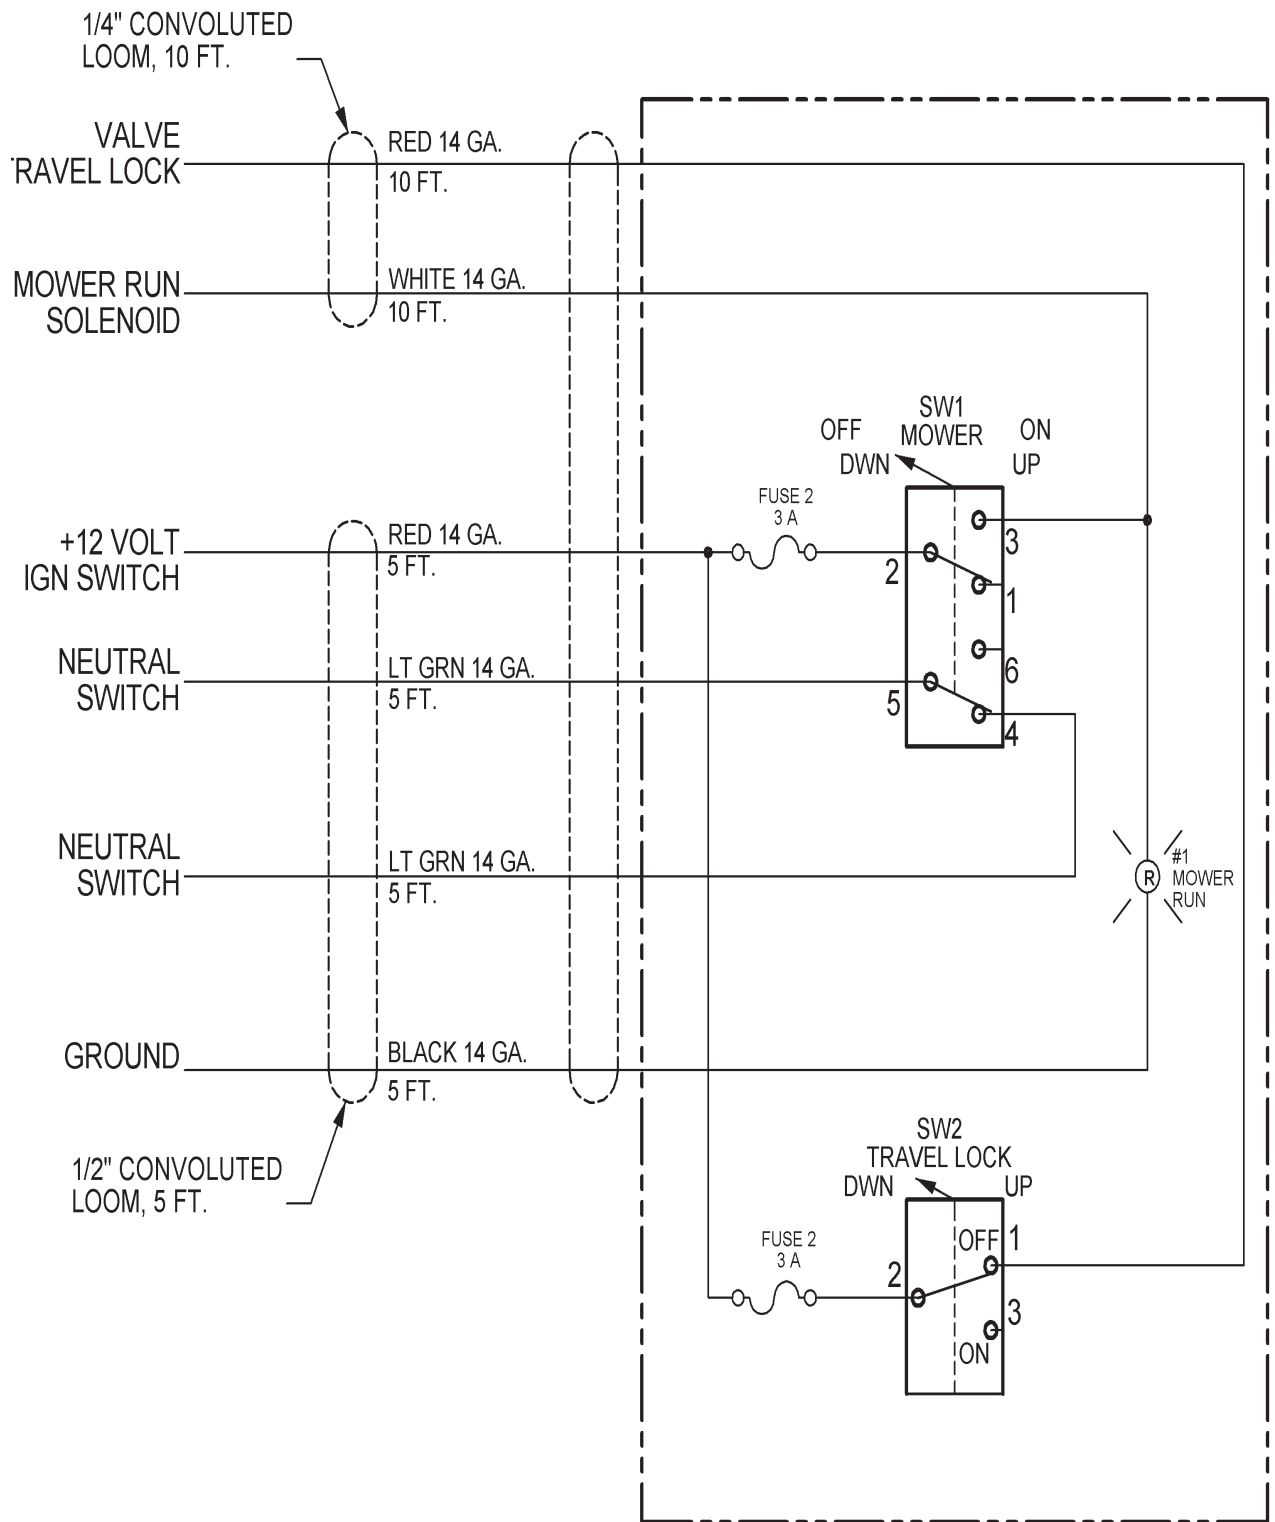 1/4" CONVOLUTED
LOOM, 10 FT.
VALVE
TRAVEL LOCK
RED 14 GA.
10 FT.
MOWER RUN
SOLENOID
WHITE 14 GA.
10 FT.
SW1
MOWER
OFF
DWN
ON
UP
FUSE 2
3 A
+12 VOLT
IGN SWITCH
RED 14 GA.
5 FT.
3
2
1
NEUTRAL
SWITCH
LT GRN 14 GA.
5 FT.
6
5
4
NEUTRAL
SWITCH
LT GRN 14 GA.
5 FT.
R
#1
MOWER
RUN
GROUND
BLACK 14 GA.
5 FT.
1/2" CONVOLUTED
LOOM, 5 FT.
SW2
TRAVEL LOCK
DWN
UP
FUSE 2
3 A
OFF 1
2
3
ON